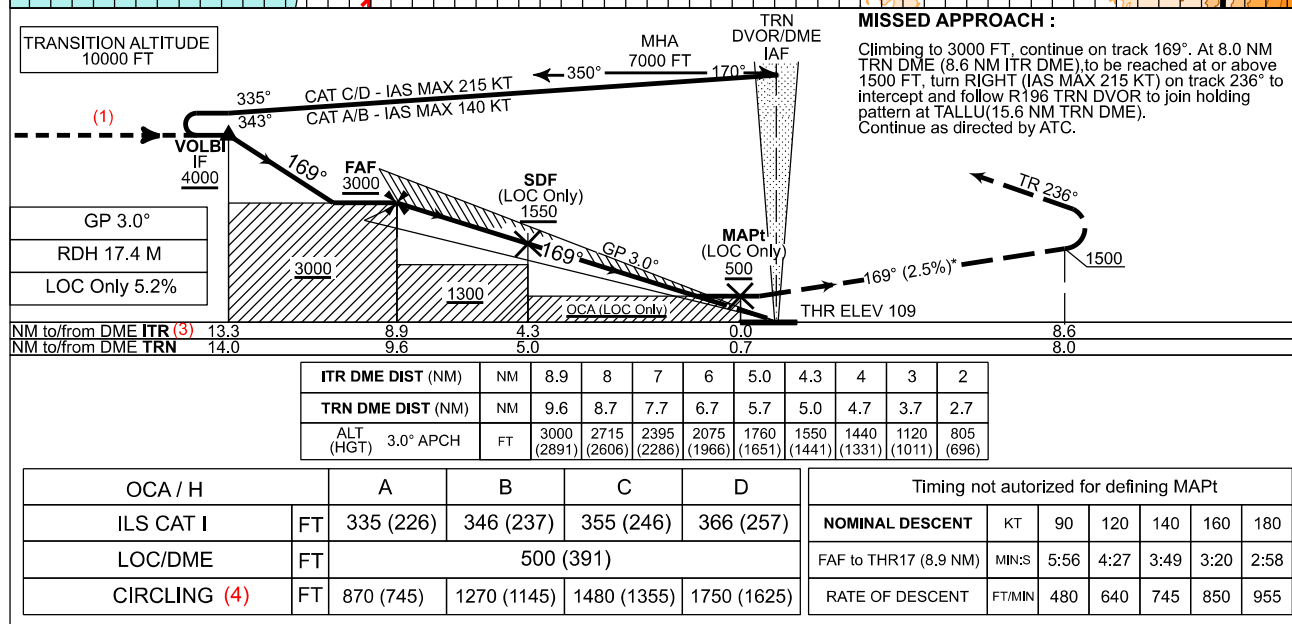 TRANSITION ALTITUDE
10000 FT
TRN
DVOR/DME
IAF
MHA
7000 FT
350°
170°
335°
CAT C/D - IAS MAX 215 KT
343°
CAT A/B - IAS MAX 140 KT
(1)
VOLBI
IF
4000
169°
FAF
3000
SDF
(LOC Only)
1550
169°
GP 3.0°
MAPt
(LOC Only)
500
MISSED APPROACH :
Climbing to 3000 FT, continue on track 169°. At 8.0 NM
TRN DME (8.6 NM ITR DME),to be reached at or above
1500 FT, turn RIGHT (IAS MAX 215 KT) on track 236° to
intercept and follow R196 TRN DVOR to join holding
pattern at TALLU(15.6 NM TRN DME).
Continue as directed by ATC.
TR 236°
169° (2.5%)*
1500
GP 3.0°
RDH 17.4 M
LOC Only 5.2%
3000
1300
OCA (LOC Only)
THR ELEV 109
NM to/from DME ITR (3) 13.3 8.9 4.3 0.0 8.6
NM to/from DME TRN 14.0 9.6 5.0 0.7 8.0
ITR DME DIST (NM) NM 8.9 8 7 6 5.0 4.3 4 3 2
TRN DME DIST (NM) NM 9.6 8.7 7.7 6.7 5.7 5.0 4.7 3.7 2.7
ALT (HGT) 3.0° APCH FT 3000 2715 2395 2075 1760 1550 1440 1120 805
(2891) (2606) (2286) (1966) (1651) (1441) (1331) (1011) (696)
OCA / H A B C D
ILS CAT I FT 335 (226) 346 (237) 355 (246) 366 (257)
LOC/DME FT 500 (391)
CIRCLING (4) FT 870 (745) 1270 (1145) 1480 (1355) 1750 (1625)
Timing not autorized for defining MAPt
NOMINAL DESCENT KT 90 120 140 160 180
FAF to THR17 (8.9 NM) MIN:S 5:56 4:27 3:49 3:20 2:58
RATE OF DESCENT FT/MIN 480 640 745 850 955